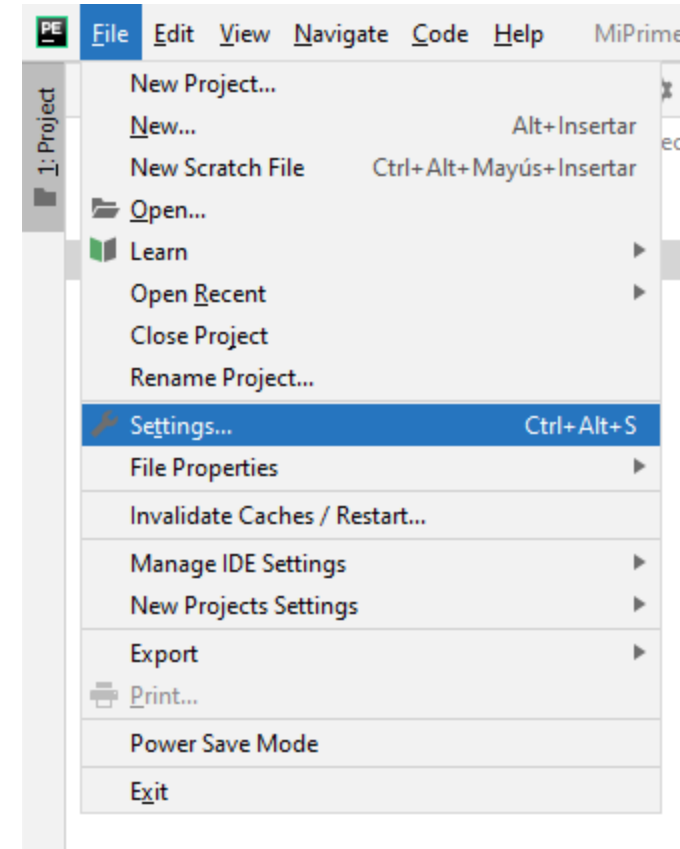 PE File Edit View Navigate Code Help MiPrime
1: Project
New Project...
New... Alt+Insertar
New Scratch File Ctrl+Alt+Mayús+Insertar
Open...
Learn
Open Recent
Close Project
Rename Project...
Settings... Ctrl+Alt+S
File Properties
Invalidate Caches / Restart...
Manage IDE Settings
New Projects Settings
Export
Print...
Power Save Mode
Exit